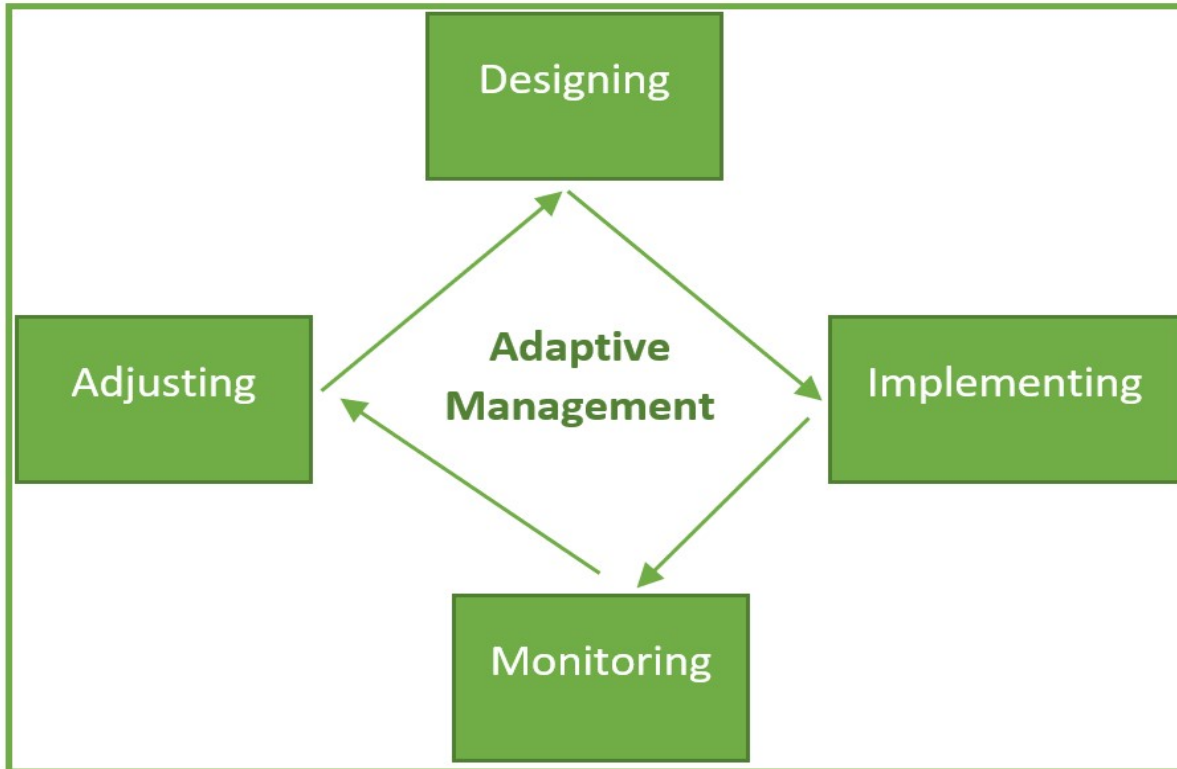 Designing
Adjusting
Adaptive
Management
Implementing
Monitoring